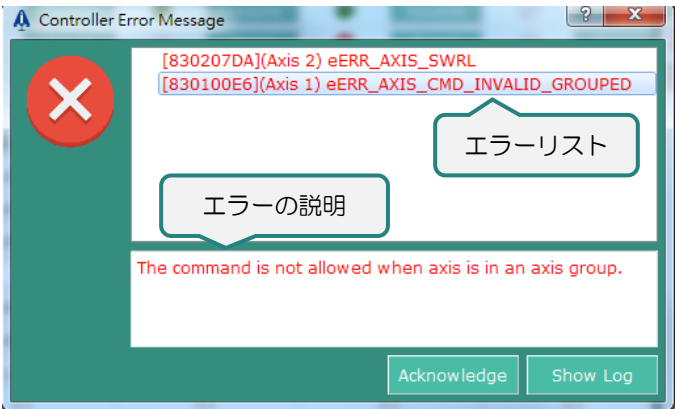 Controller Error Message
[830207DA](Axis 2) eERR_AXIS_SWRL
[830100E6](Axis 1) eERR_AXIS_CMD_INVALID_GROUPED
エラーリスト
エラーの説明
The command is not allowed when axis is in an axis group.
Acknowledge
Show Log